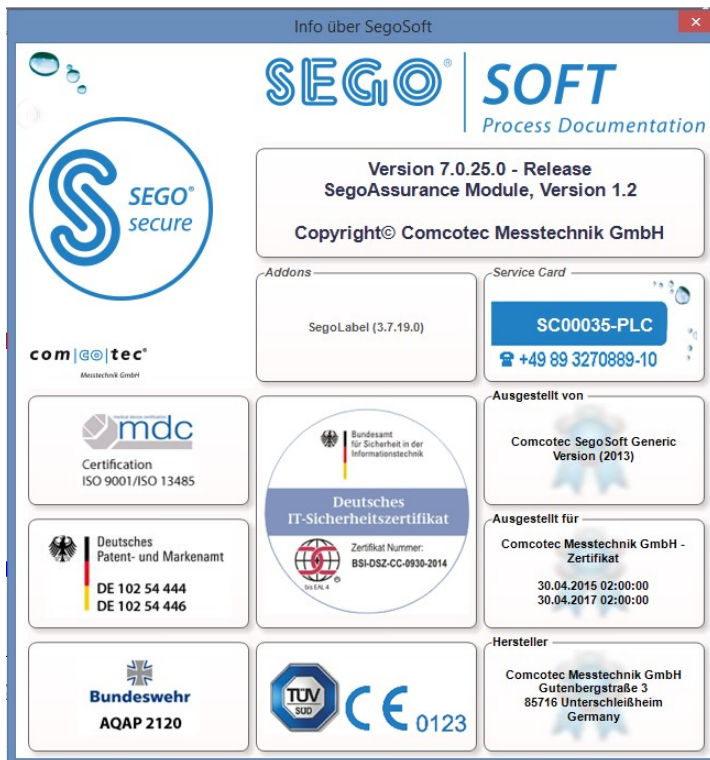 Info über SegoSoft
SEGO®
SOFT
Process Documentation
SEGO®
secure
Version 7.0.25.0 - Release
SegoAssurance Module, Version 1.2
Copyright© Comcotec Messtechnik GmbH
com|co|tec®
Messtechnik GmbH
Addons
SegoLabel (3.7.19.0)
Service Card
SC00035-PLC
☎ +49 89 3270889-10
medical device certification
mdc
Certification
ISO 9001/ISO 13485
Bundesamt
für Sicherheit in der
Informationstechnik
Deutsches
IT-Sicherheitszertifikat
Zertifikat Nummer:
BSI-DSZ-CC-0930-2014
bis EAL 4
Ausgestellt von
Comcotec SegoSoft Generic
Version (2013)
Deutsches
Patent- und Markenamt
DE 102 54 444
DE 102 54 446
Ausgestellt für
Comcotec Messtechnik GmbH -
Zertifikat
30.04.2015 02:00:00
30.04.2017 02:00:00
Bundeswehr
AQAP 2120
TÜV
SÜD
CE 0123
Hersteller
Comcotec Messtechnik GmbH
Gutenbergstraße 3
85716 Unterschleißheim
Germany